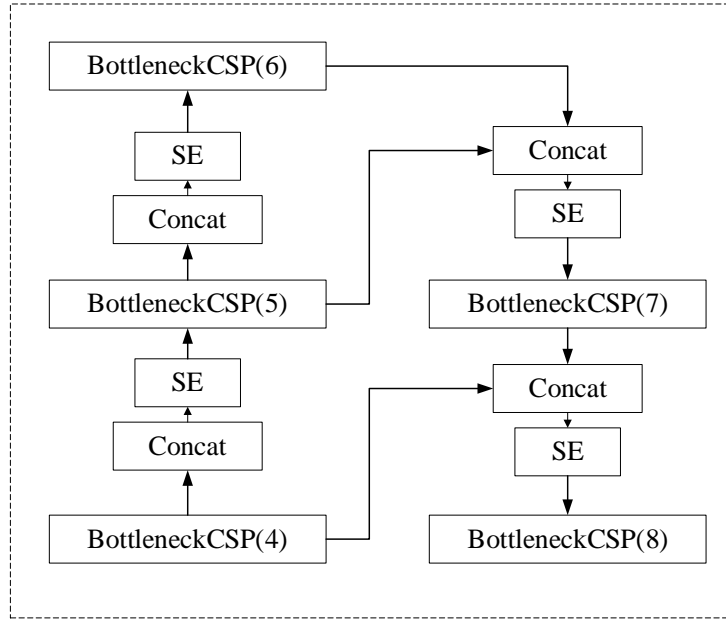 BottleneckCSP(6)
SE
Concat
BottleneckCSP(5)
SE
Concat
BottleneckCSP(4)
Concat
SE
BottleneckCSP(7)
Concat
SE
BottleneckCSP(8)